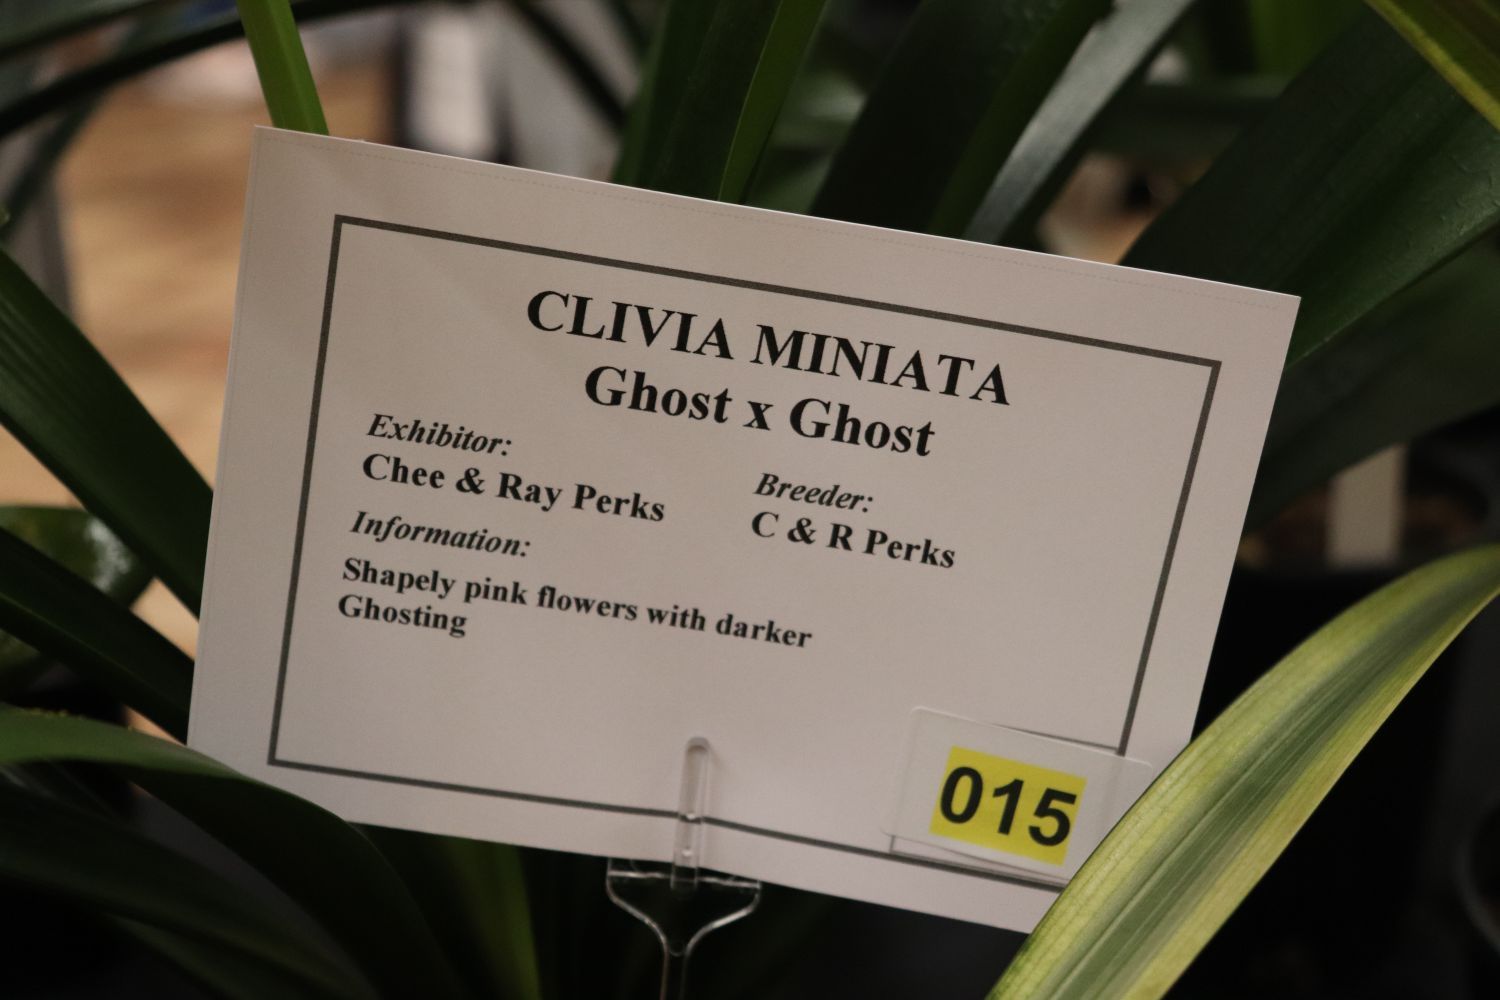 CLIVIA MINIATA
Ghost x Ghost
Exhibitor:
Chee & Ray Perks
Breeder:
C & R Perks
Information:
Shapely pink flowers with darker
Ghosting
015